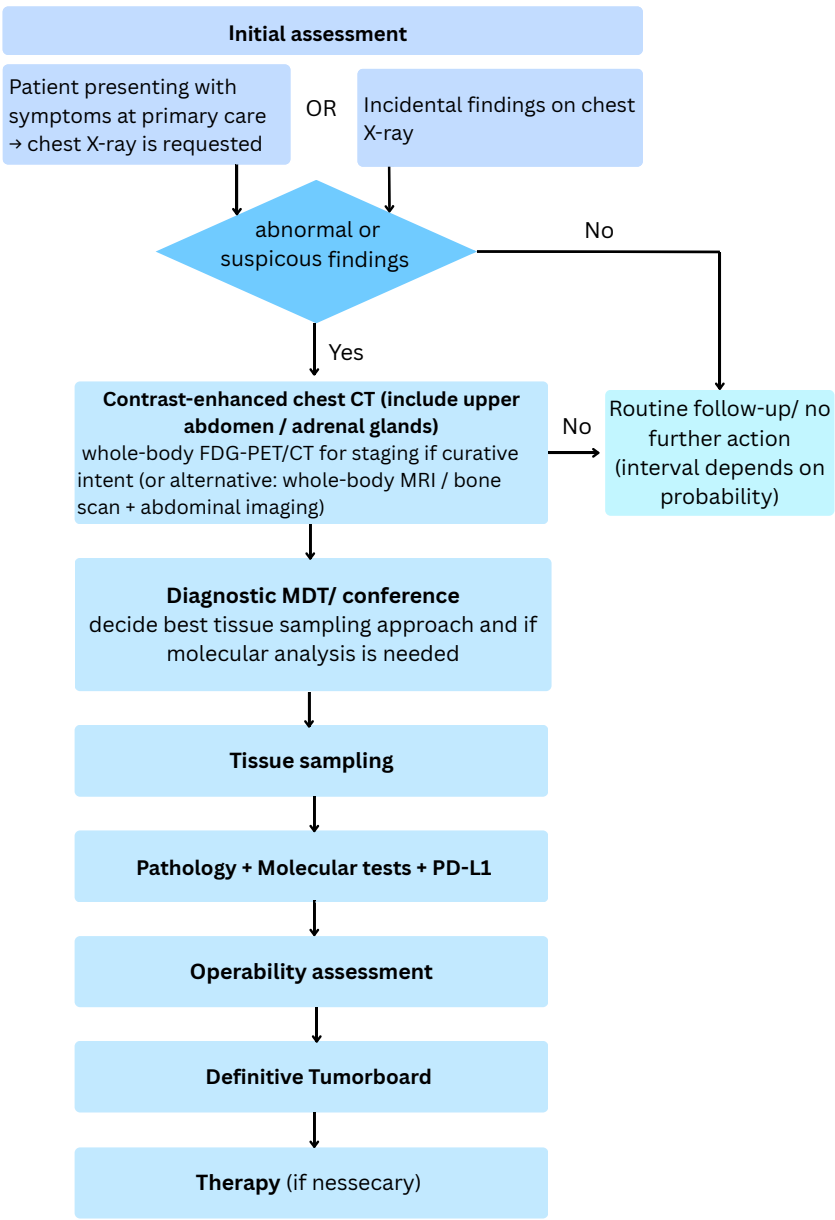 Initial assessment
Patient presenting with
symptoms at primary care
→ chest X-ray is requested
OR
Incidental findings on chest
X-ray
abnormal or
suspicous findings
No
Yes
Contrast-enhanced chest CT (include upper
abdomen / adrenal glands)
whole-body FDG-PET/CT for staging if curative
intent (or alternative: whole-body MRI / bone
scan + abdominal imaging)
No
Routine follow-up/ no
further action
(interval depends on
probability)
Diagnostic MDT/ conference
decide best tissue sampling approach and if
molecular analysis is needed
Tissue sampling
Pathology + Molecular tests + PD-L1
Operability assessment
Definitive Tumorboard
Therapy (if nessecary)